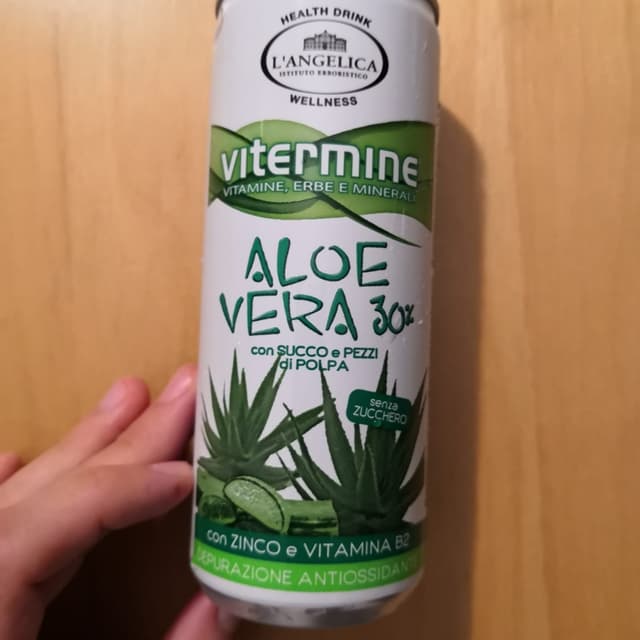 HEALTH DRINK
L'ANGELICA
ISTITUTO ERBORISTICO
WELLNESS
vitermine
VITAMINE, ERBE E MINERALI
ALOE
VERA 30%
con SUCCO e PEZZI
di POLPA
senza
ZUCCHERO
con ZINCO e VITAMINA B2
DEPURAZIONE ANTIOSSIDANTE